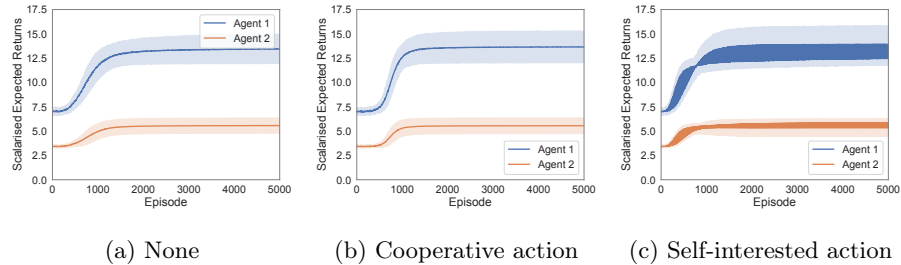 Scalarised Expected Returns
17.5
15.0
12.5
10.0
7.5
5.0
2.5
0.0
0 1000 2000 3000 4000 5000
Episode
Agent 1
Agent 2
(a) None
Scalarised Expected Returns
17.5
15.0
12.5
10.0
7.5
5.0
2.5
0.0
0 1000 2000 3000 4000 5000
Episode
Agent 1
Agent 2
(b) Cooperative action
Scalarised Expected Returns
17.5
15.0
12.5
10.0
7.5
5.0
2.5
0.0
0 1000 2000 3000 4000 5000
Episode
Agent 1
Agent 2
(c) Self-interested action